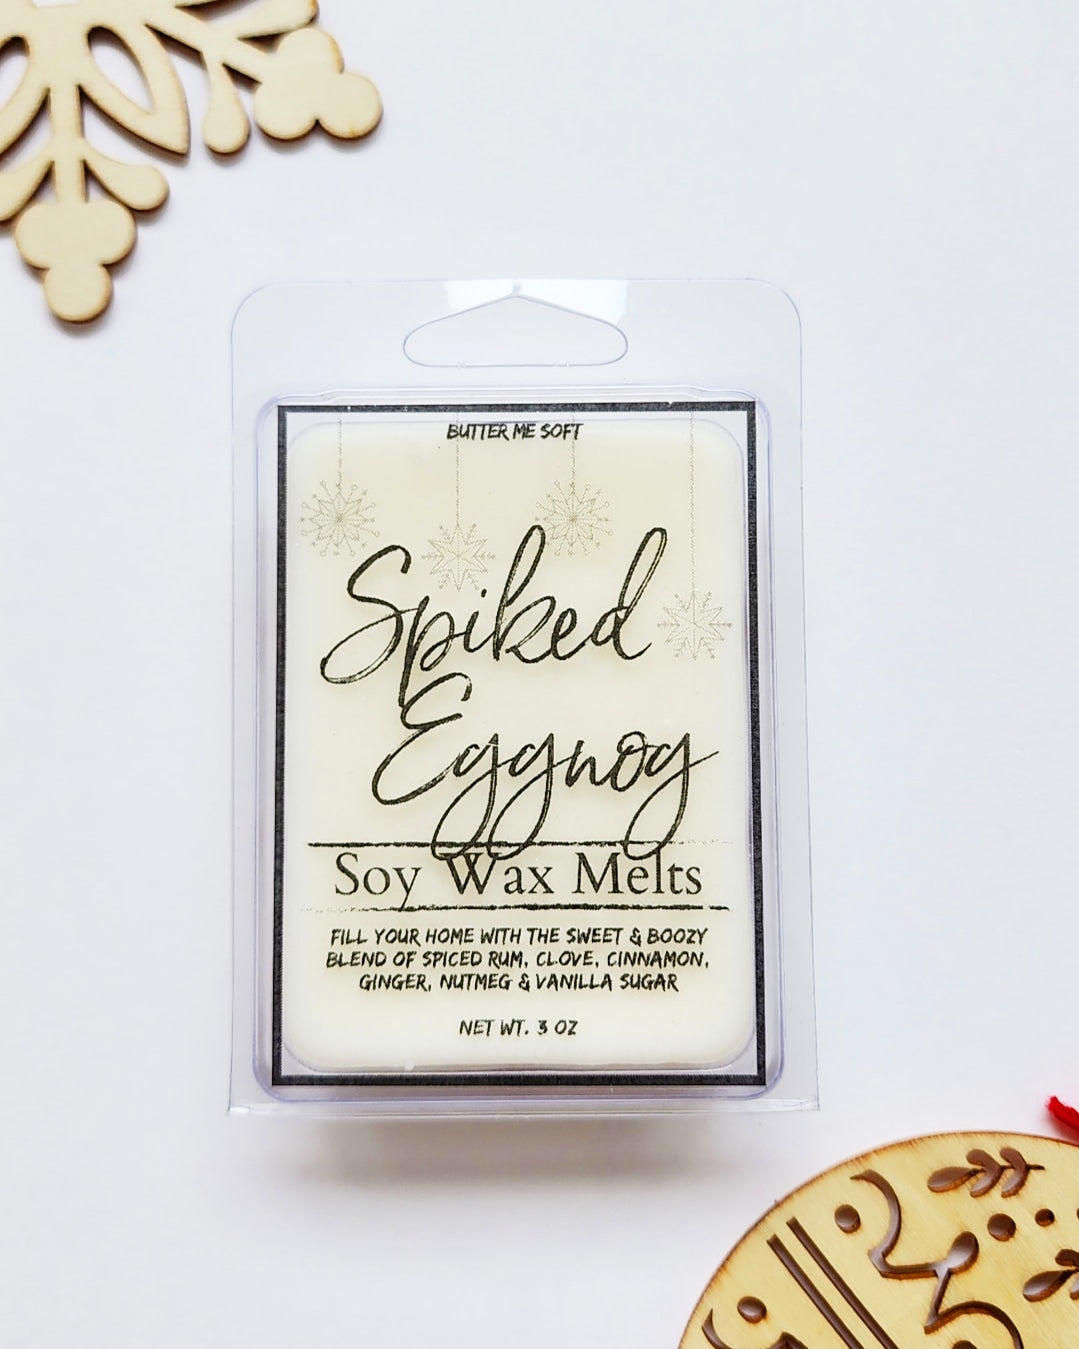 BUTTER ME SOFT
Spiked
Eggnog
Soy Wax Melts
FILL YOUR HOME WITH THE SWEET & BOOZY
BLEND OF SPICED RUM, CLOVE, CINNAMON,
GINGER, NUTMEG & VANILLA SUGAR
NET WT. 3 OZ